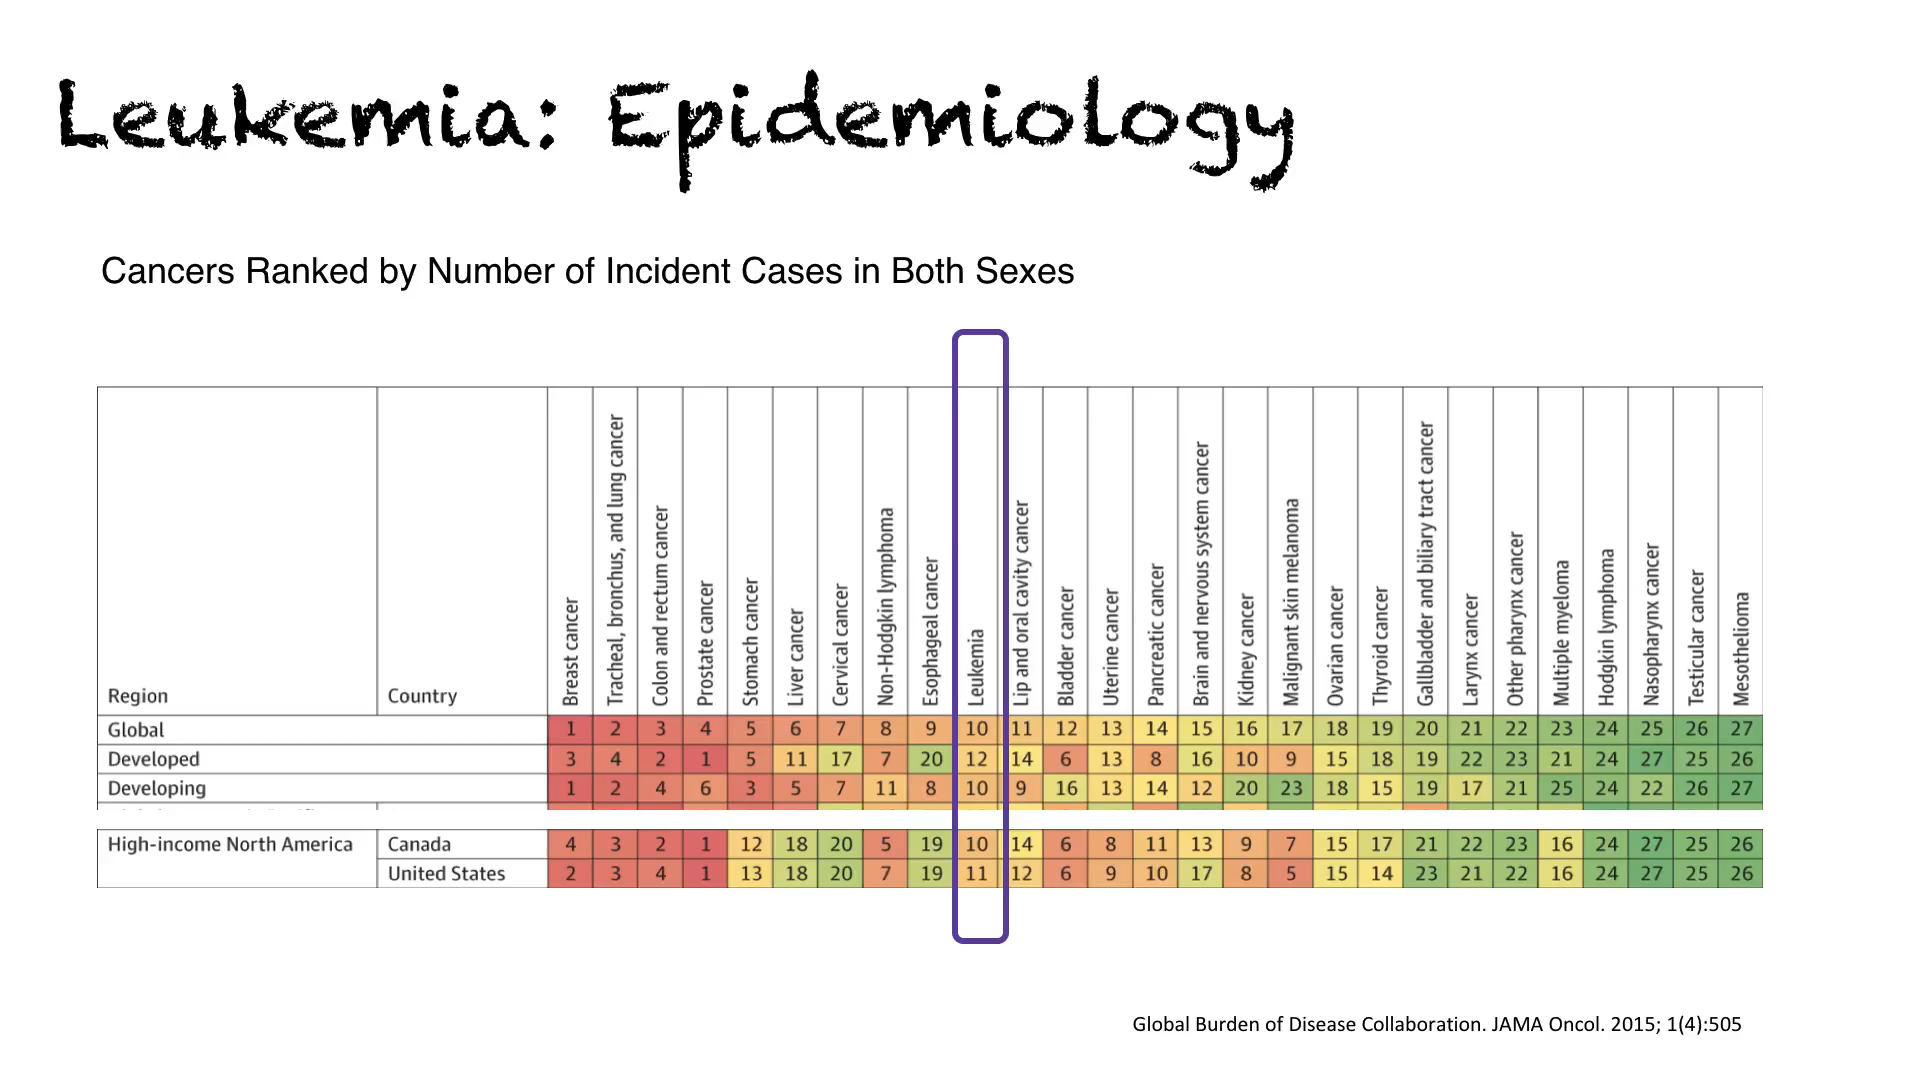 Leukemia: Epidemiology
Cancers Ranked by Number of Incident Cases in Both Sexes
Region Country Breast cancer Tracheal, bronchus, and lung cancer Colon and rectum cancer Prostate cancer Stomach cancer Liver cancer Cervical cancer Non-Hodgkin lymphoma Esophageal cancer Leukemia Lip and oral cavity cancer Bladder cancer Uterine cancer Pancreatic cancer Brain and nervous system cancer Kidney cancer Malignant skin melanoma Ovarian cancer Thyroid cancer Gallbladder and biliary tract cancer Larynx cancer Other pharynx cancer Multiple myeloma Hodgkin lymphoma Nasopharynx cancer Testicular cancer Mesothelioma
Global 1 2 3 4 5 6 7 8 9 10 11 12 13 14 15 16 17 18 19 20 21 22 23 24 25 26 27
Developed 3 4 2 1 5 11 17 7 20 12 14 6 13 8 16 10 9 15 18 19 22 23 21 24 27 25 26
Developing 1 2 4 6 3 5 7 11 8 10 9 16 13 14 12 20 23 18 15 19 17 21 25 24 22 26 27
High-income North America Canada 4 3 2 1 12 18 20 5 19 10 14 6 8 11 13 9 7 15 17 21 22 23 16 24 27 25 26
United States 2 3 4 1 13 18 20 7 19 11 12 6 9 10 17 8 5 15 14 23 21 22 16 24 27 25 26
Global Burden of Disease Collaboration. JAMA Oncol. 2015; 1(4):505